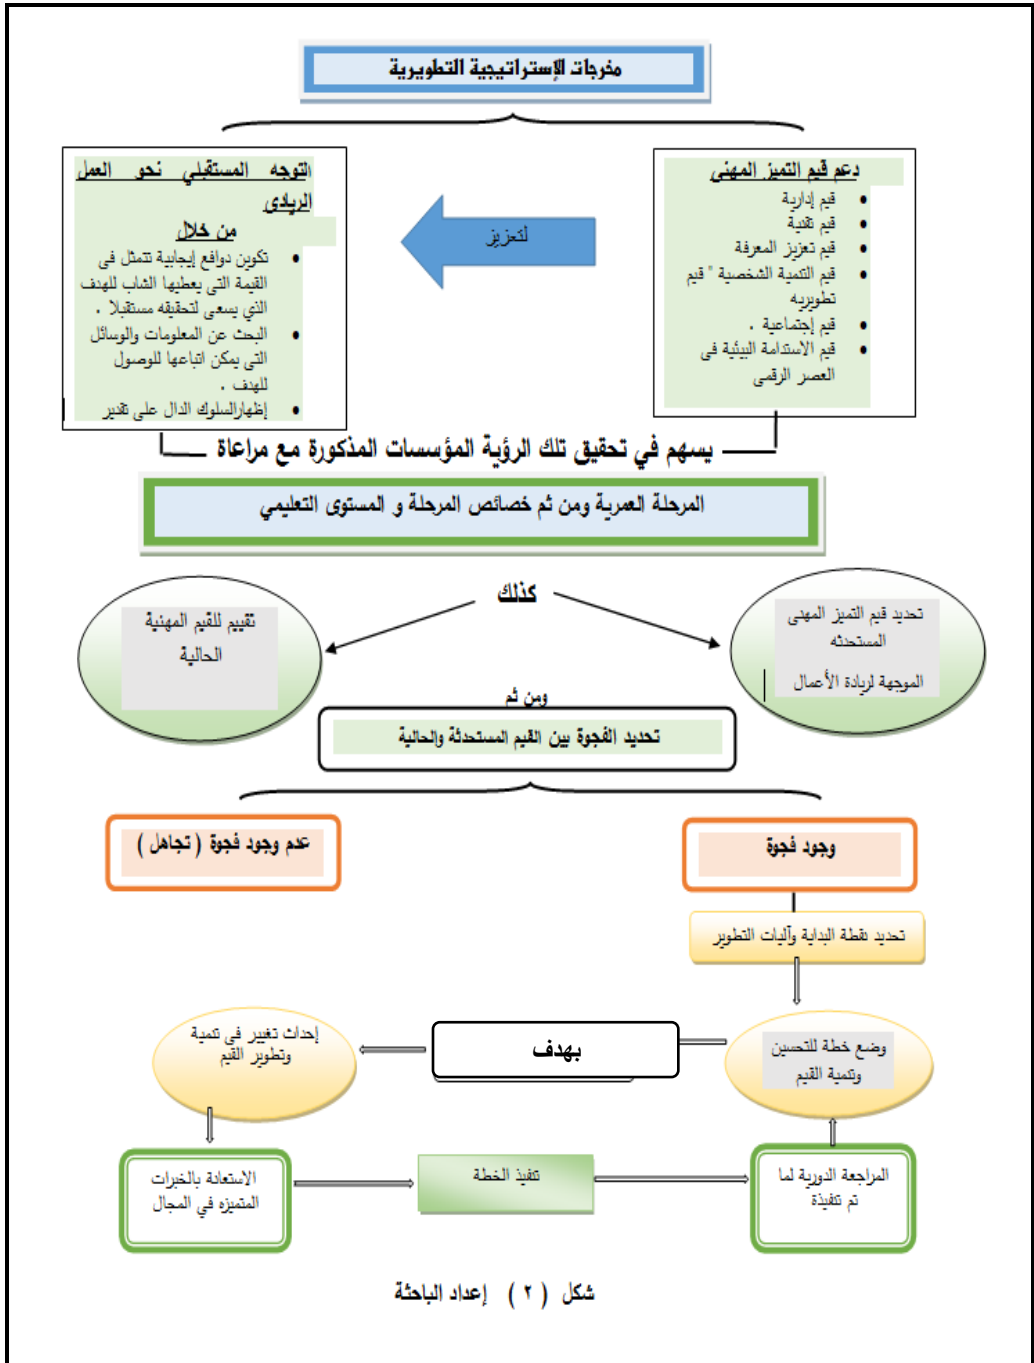 مخرجات الإستراتيجية التطويرية
دعم قيم التميز المهنى
• قيم إدارية
• قيم تقنية
• قيم تعزيز المعرفة
• قيم التنمية الشخصية " قيم
تطويريه
• قيم إجتماعية .
• قيم الاستدامة البيئية فى
العصر الرقمى
لتعزيز
التوجه المستقبلي نحو العمل
الريادى
من خلال
• تكوين دوافع إيجابية تتمثل فى
القيمة التى يعطيها الشاب للهدف
الذي يسعى لتحقيقه مستقبلا .
• البحث عن المعلومات والوسائل
التى يمكن اتباعها للوصول
للهدف .
• إظهارالسلوك الدال على تقدير
يسهم في تحقيق تلك الرؤية المؤسسات المذكورة مع مراعاة
المرحلة العمرية ومن ثم خصائص المرحلة و المستوى التعليمي
كذلك
تحديد قيم التميز المهنى
المستحدثه
الموجهة لريادة الأعمال
تقييم للقيم المهنية
الحالية
ومن ثم
تحديد الفجوة بين القيم المستحدثة والحالية
وجود فجوة
عدم وجود فجوة ( تجاهل )
تحديد نقطة البداية وآليات التطوير
وضع خطة للتحسين
وتنمية القيم
بهدف
إحداث تغيير فى تنمية
وتطوير القيم
الاستعانة بالخبرات
المتميزه في المجال
تنفيذ الخطة
المراجعة الدورية لما
تم تنفيذة
شكل ( ٢ ) إعداد الباحثة